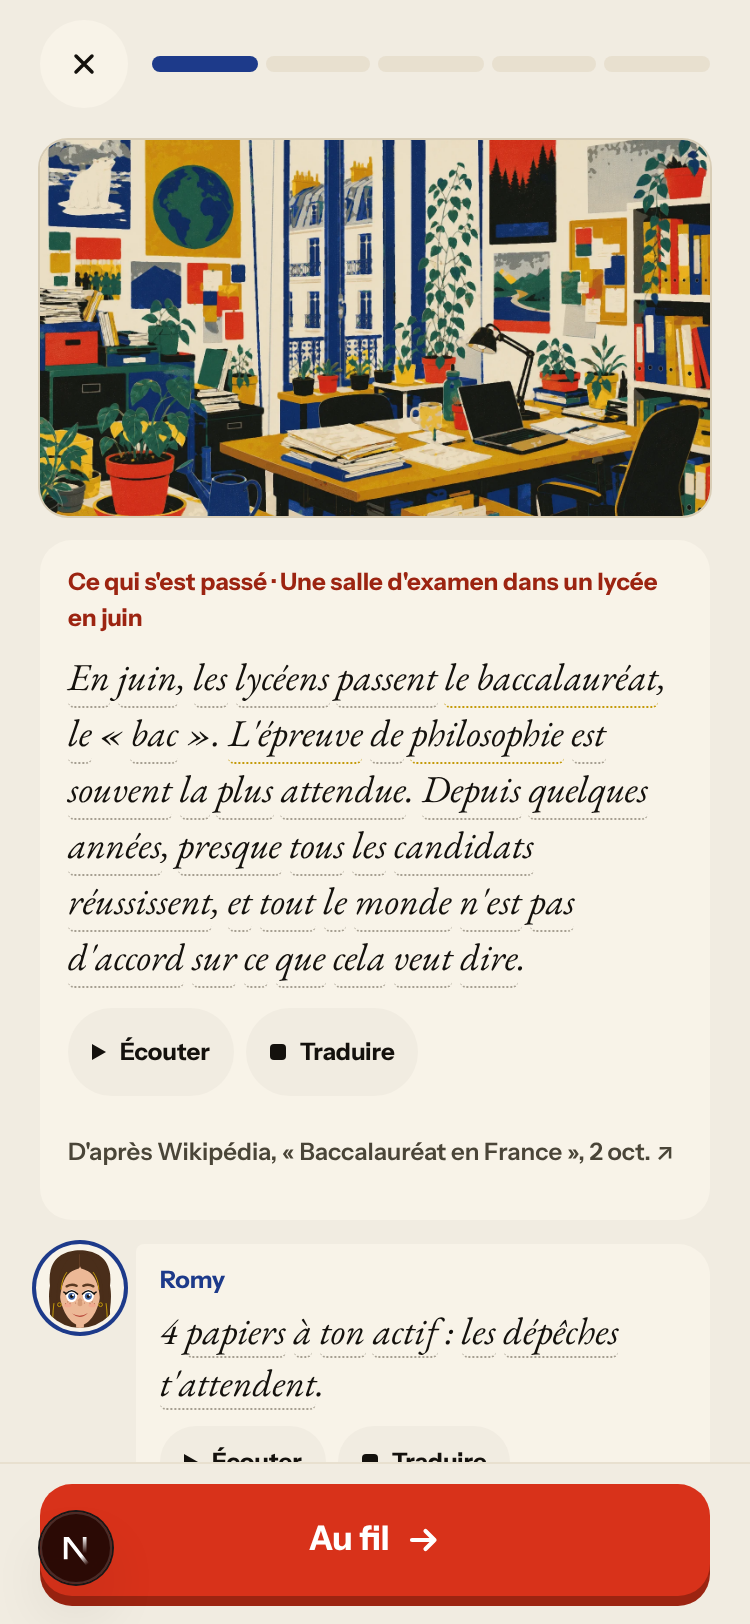 Ce qui s'est passé · Une salle d'examen dans un lycée
en juin
En juin, les lycéens passent le baccalauréat,
le « bac ». L'épreuve de philosophie est
souvent la plus attendue. Depuis quelques
années, presque tous les candidats
réussissent, et tout le monde n'est pas
d'accord sur ce que cela veut dire.
Écouter
Traduire
D'après Wikipédia, « Baccalauréat en France », 2 oct. ↗
Romy
4 papiers à ton actif : les dépêches
t'attendent.
Écouter
Traduire
Au fil →
N